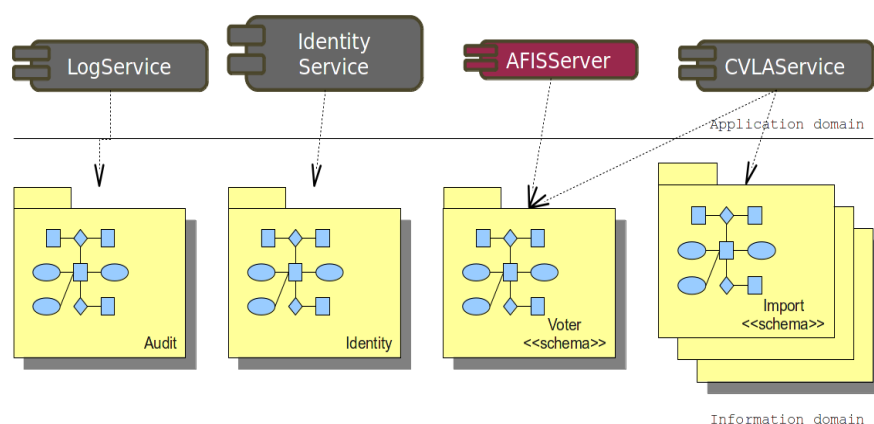 LogService
Identity
Service
AFISServer
CVLAService
Application domain
Audit
Identity
Voter
<<schema>>
Import
<<schema>>
Information domain